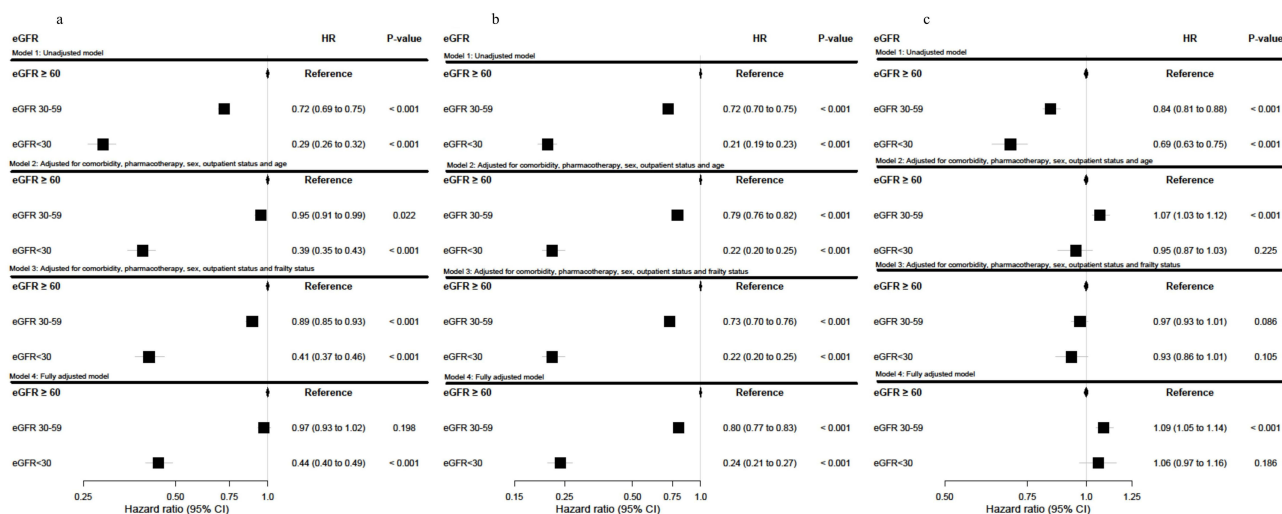 a
eGFR HR P-value
Model 1: Unadjusted model
eGFR ≥ 60 Reference
eGFR 30-59 0.72 (0.69 to 0.75) < 0.001
eGFR<30 0.29 (0.26 to 0.32) < 0.001
Model 2: Adjusted for comorbidity, pharmacotherapy, sex, outpatient status and age
eGFR ≥ 60 Reference
eGFR 30-59 0.95 (0.91 to 0.99) 0.022
eGFR<30 0.39 (0.35 to 0.43) < 0.001
Model 3: Adjusted for comorbidity, pharmacotherapy, sex, outpatient status and frailty status
eGFR ≥ 60 Reference
eGFR 30-59 0.89 (0.85 to 0.93) < 0.001
eGFR<30 0.41 (0.37 to 0.46) < 0.001
Model 4: Fully adjusted model
eGFR ≥ 60 Reference
eGFR 30-59 0.97 (0.93 to 1.02) 0.198
eGFR<30 0.44 (0.40 to 0.49) < 0.001
0.25 0.50 0.75 1.0
Hazard ratio (95% CI)
b
eGFR HR P-value
Model 1: Unadjusted model
eGFR ≥ 60 Reference
eGFR 30-59 0.72 (0.70 to 0.75) < 0.001
eGFR<30 0.21 (0.19 to 0.23) < 0.001
Model 2: Adjusted for comorbidity, pharmacotherapy, sex, outpatient status and age
eGFR ≥ 60 Reference
eGFR 30-59 0.79 (0.76 to 0.82) < 0.001
eGFR<30 0.22 (0.20 to 0.25) < 0.001
Model 3: Adjusted for comorbidity, pharmacotherapy, sex, outpatient status and frailty status
eGFR ≥ 60 Reference
eGFR 30-59 0.73 (0.70 to 0.76) < 0.001
eGFR<30 0.22 (0.20 to 0.25) < 0.001
Model 4: Fully adjusted model
eGFR ≥ 60 Reference
eGFR 30-59 0.80 (0.77 to 0.83) < 0.001
eGFR<30 0.24 (0.21 to 0.27) < 0.001
0.15 0.25 0.75 1.0
Hazard ratio (95% CI)
c
eGFR HR P-value
Model 1: Unadjusted model
eGFR ≥ 60 Reference
eGFR 30-59 0.84 (0.81 to 0.88) < 0.001
eGFR<30 0.69 (0.63 to 0.75) < 0.001
Model 2: Adjusted for comorbidity, pharmacotherapy, sex, outpatient status and age
eGFR ≥ 60 Reference
eGFR 30-59 1.07 (1.03 to 1.12) < 0.001
eGFR<30 0.95 (0.87 to 1.03) 0.225
Model 3: Adjusted for comorbidity, pharmacotherapy, sex, outpatient status and frailty status
eGFR ≥ 60 Reference
eGFR 30-59 0.97 (0.93 to 1.01) 0.086
eGFR<30 0.93 (0.86 to 1.01) 0.105
Model 4: Fully adjusted model
eGFR ≥ 60 Reference
eGFR 30-59 1.09 (1.05 to 1.14) < 0.001
eGFR<30 1.06 (0.97 to 1.16) 0.186
0.50 0.75 1.0 1.25
Hazard ratio (95% CI)